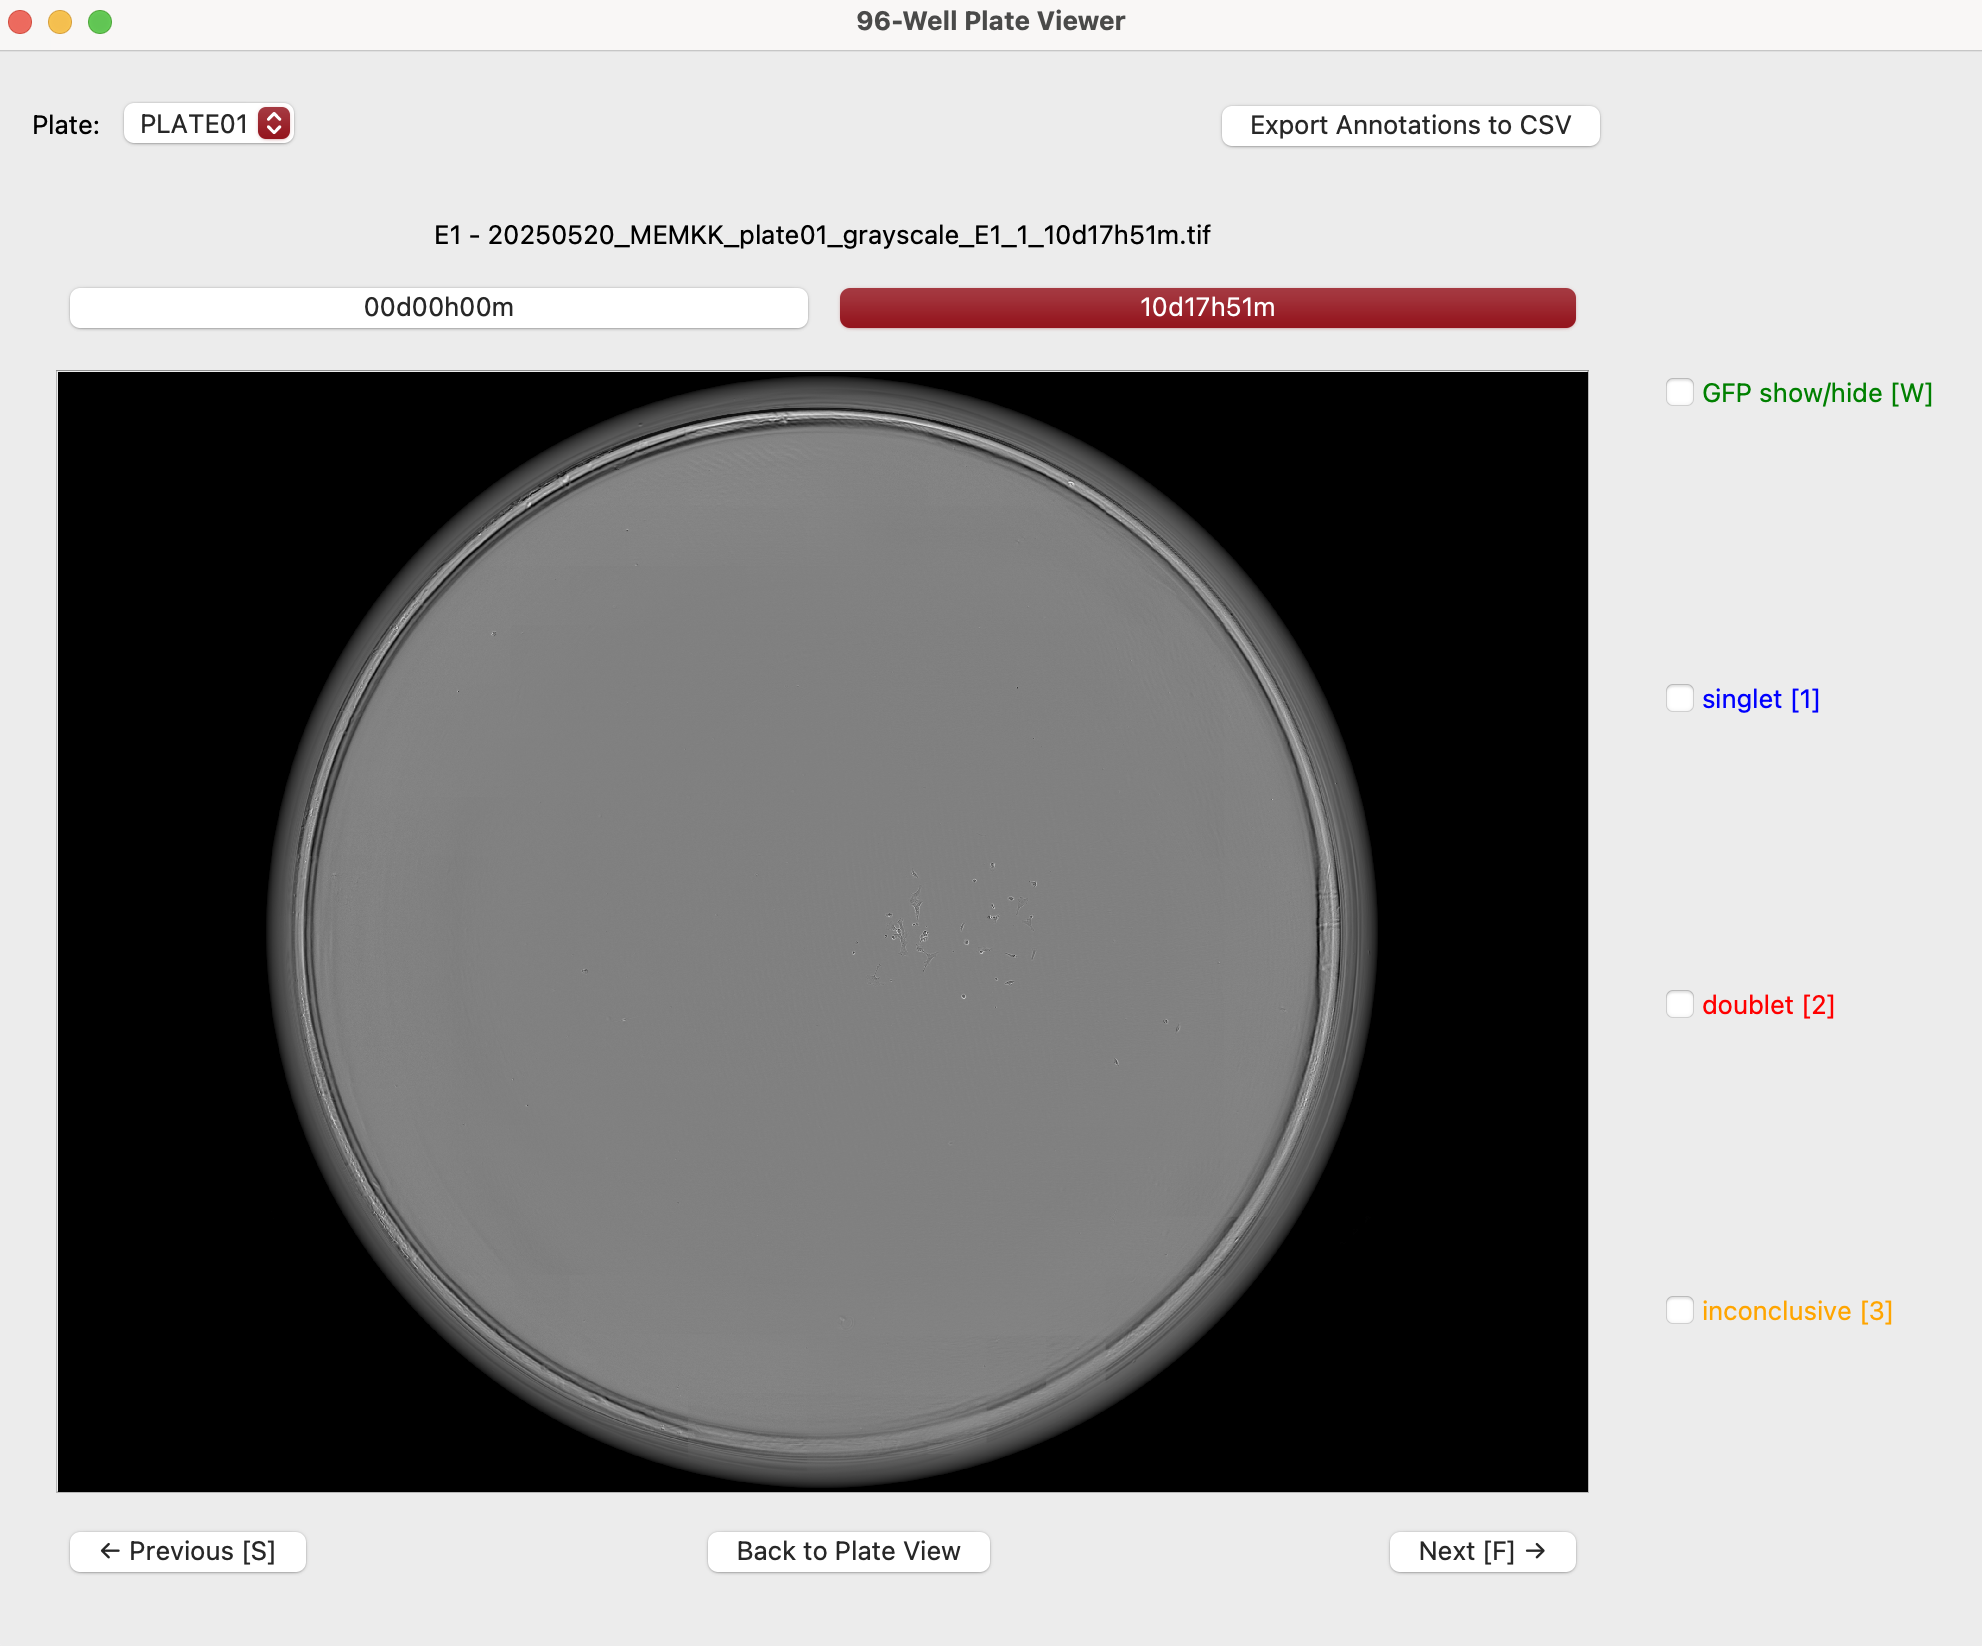 96-Well Plate Viewer
Plate: PLATE01
Export Annotations to CSV
E1 - 20250520_MEMKK_plate01_grayscale_E1_1_10d17h51m.tif
00d00h00m
10d17h51m
GFP show/hide [W]
singlet [1]
doublet [2]
inconclusive [3]
← Previous [S]
Back to Plate View
Next [F] →